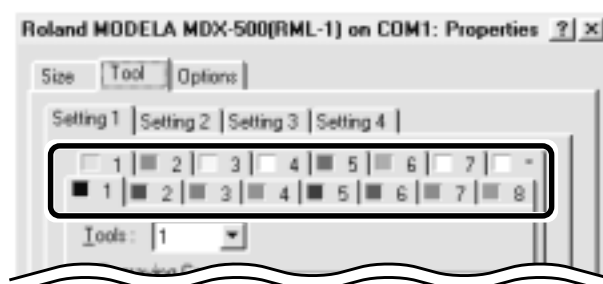 Roland MODELA MDX-500(RML-1) on COM1: Properties ? ×
Size Tool Options
Setting 1 Setting 2 Setting 3 Setting 4
1 2 3 4 5 6 7
1 2 3 4 5 6 7 8
Tools: 1